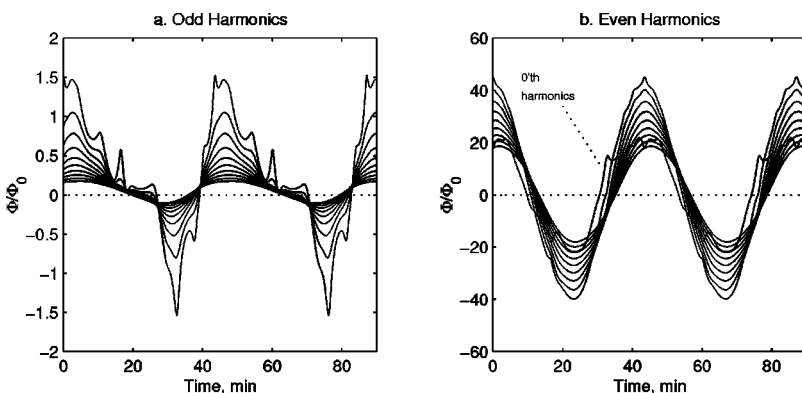 a. Odd Harmonics
2
1.5
1
0.5
0
−0.5
−1
−1.5
−2
Φ/Φ0
0 20 40 60 80
Time, min
b. Even Harmonics
60
40
20
0
−20
−40
−60
Φ/Φ0
0'th
harmonics
0 20 40 60 80
Time, min